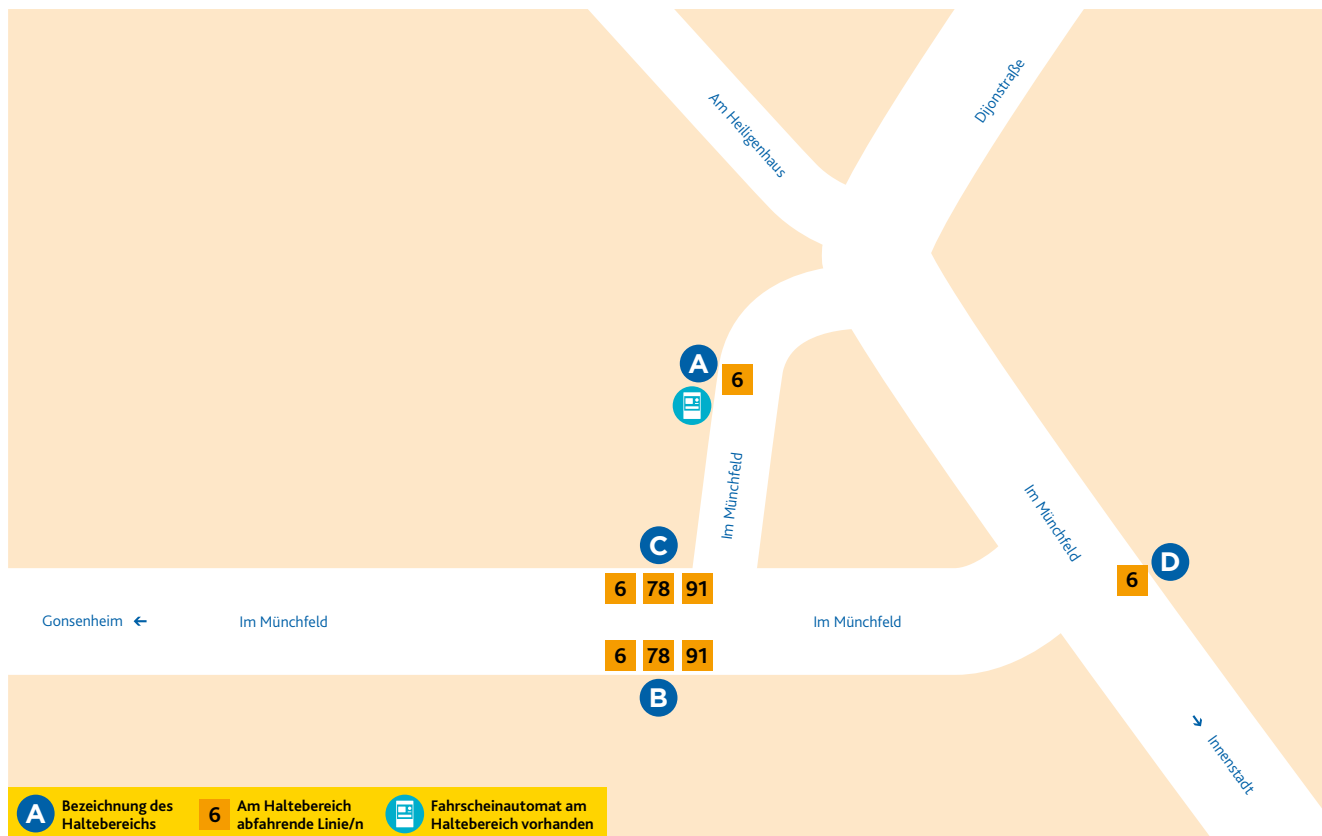 Am Heiligenhaus
Dijonstraße
A
6
Im Münchfeld
Im Münchfeld
C
D
6
6 78 91
Gonsenheim ←
Im Münchfeld
Im Münchfeld
6 78 91
B
↘ Innenstadt
A
Bezeichnung des
Haltebereichs
6
Am Haltebereich
abfahrende Linie/n
Fahrscheinautomat am
Haltebereich vorhanden